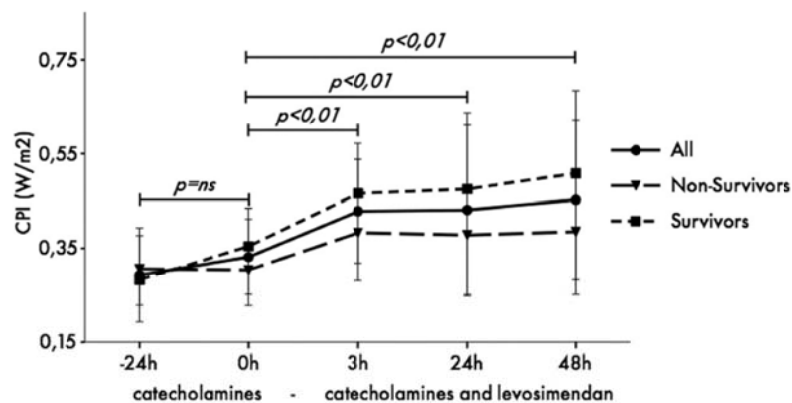 p<0,01
p<0,01
p<0,01
p=ns
CPI (W/m2)
0,75
0,55
0,35
0,15
-24h 0h 3h 24h 48h
catecholamines - catecholamines and levosimendan
All
Non-Survivors
Survivors